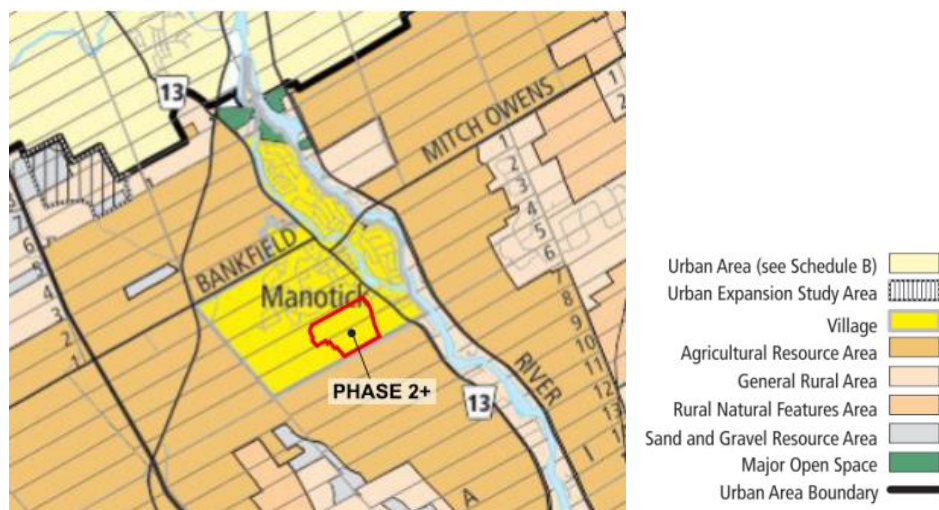 13
MITCH OWENS
1
2
1
2
3
4
5
6
7
6
5
4
3
2
1
BANKFIELD
Manotick
7
8
9
10
11
12
13
1
PHASE 2+
13
RIVER
A
I
Urban Area (see Schedule B)
Urban Expansion Study Area
Village
Agricultural Resource Area
General Rural Area
Rural Natural Features Area
Sand and Gravel Resource Area
Major Open Space
Urban Area Boundary